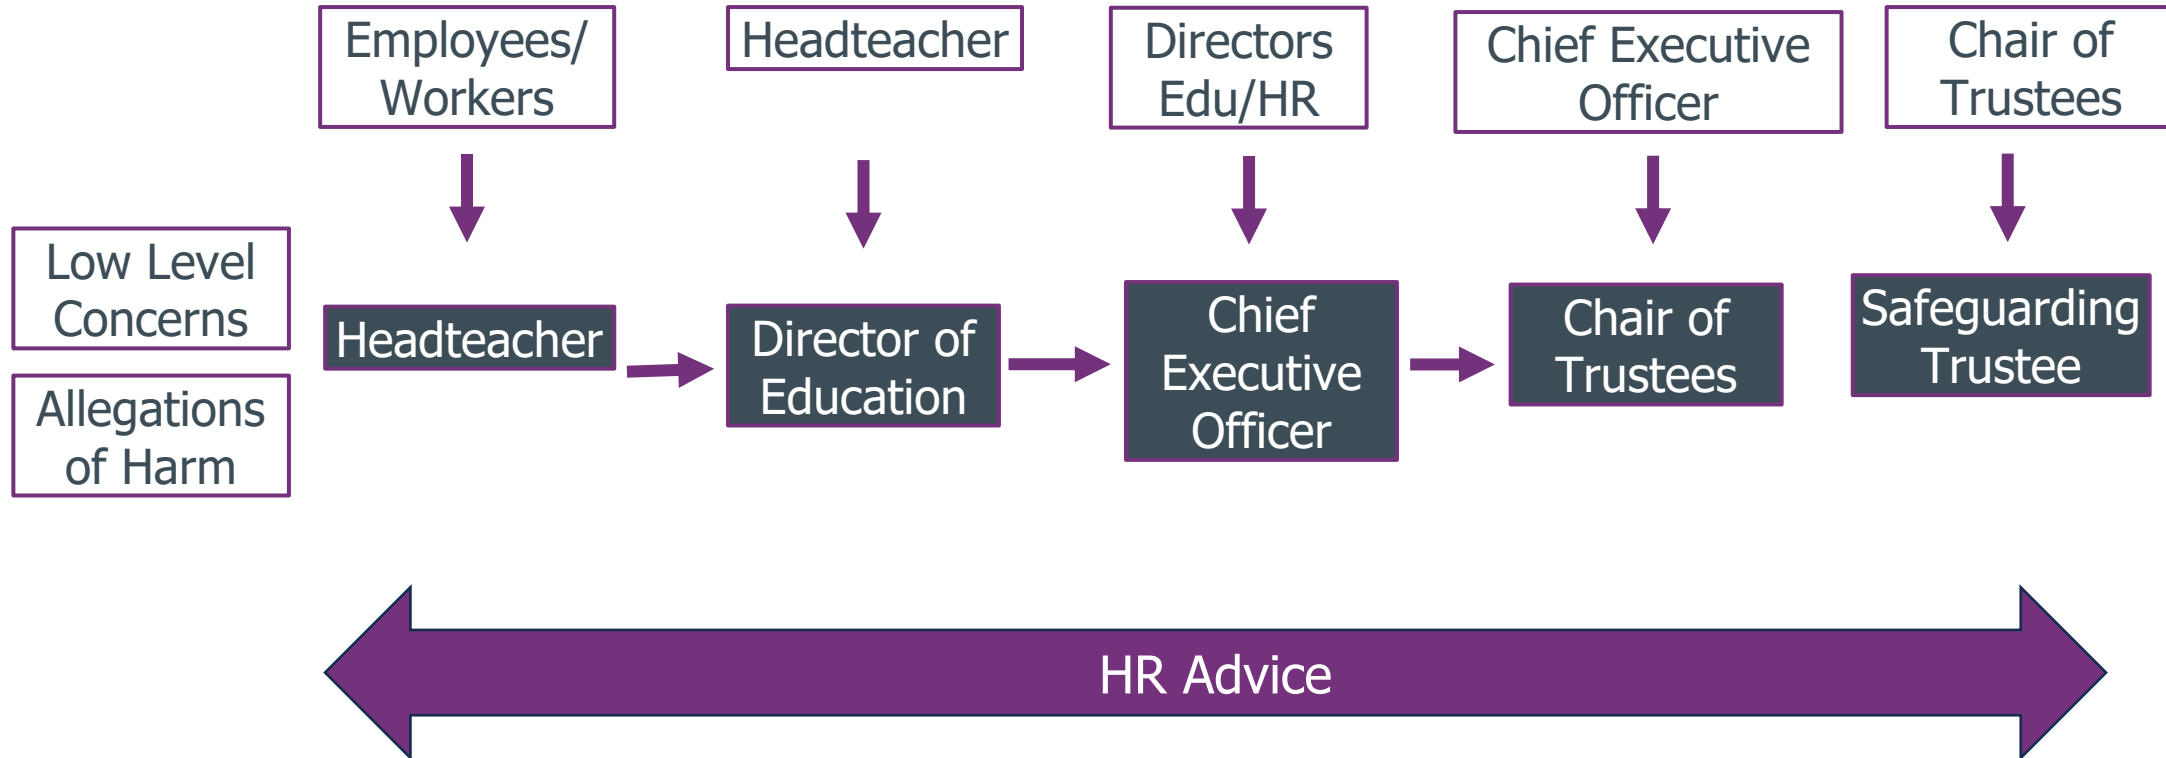 Employees/
Workers
Headteacher
Directors
Edu/HR
Chief Executive
Officer
Chair of
Trustees
Low Level
Concerns
Allegations
of Harm
Headteacher
Director of
Education
Chief
Executive
Officer
Chair of
Trustees
Safeguarding
Trustee
HR Advice